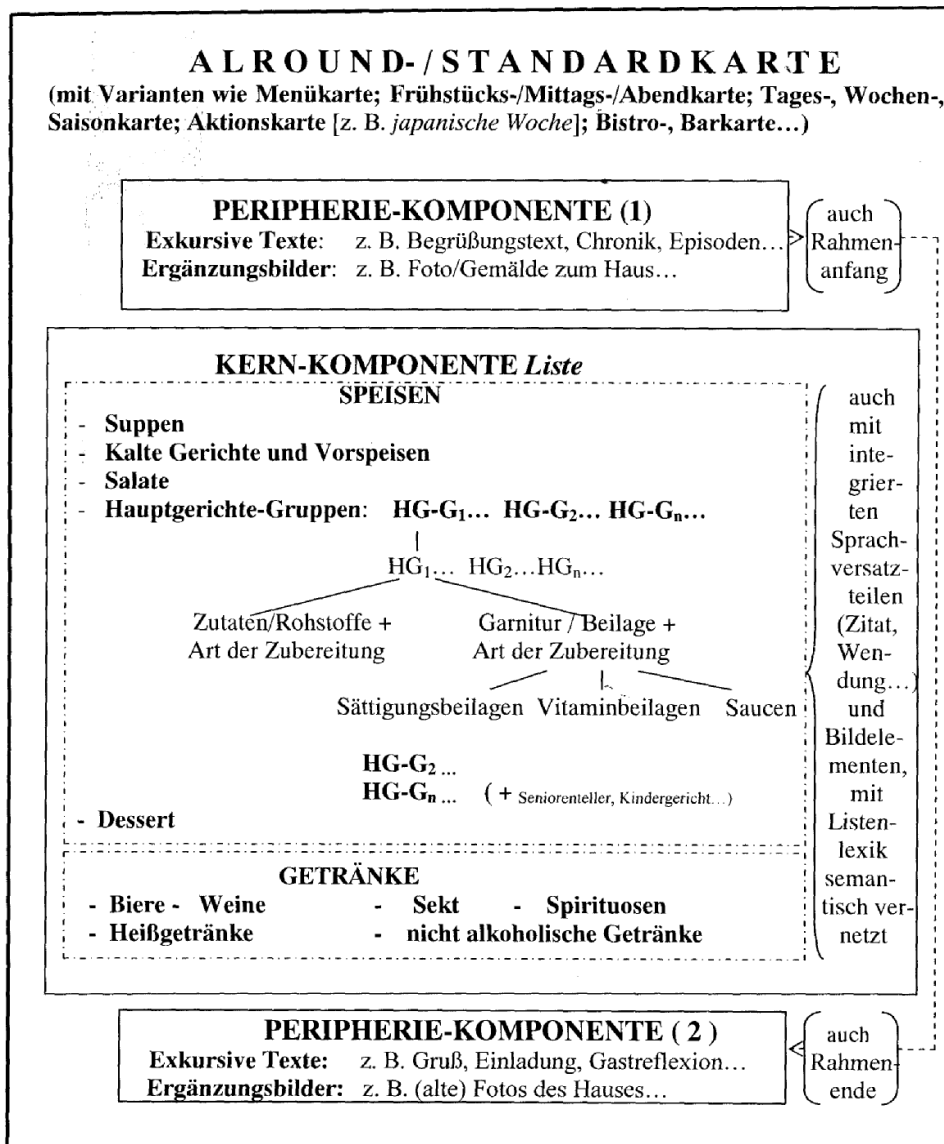 ALROUND-/STANDARDKARTE
(mit Varianten wie Menükarte; Frühstücks-/Mittags-/Abendkarte; Tages-, Wochen-,
Saisonkarte; Aktionskarte [z. B. japanische Woche]; Bistro-, Barkarte…)
PERIPHERIE-KOMPONENTE (1)
Exkursive Texte: z. B. Begrüßungstext, Chronik, Episoden…
Ergänzungsbilder: z. B. Foto/Gemälde zum Haus…
auch
Rahmen-
anfang
KERN-KOMPONENTE Liste
SPEISEN
- Suppen
- Kalte Gerichte und Vorspeisen
- Salate
- Hauptgerichte-Gruppen: HG-G1… HG-G2… HG-Gn…
HG1… HG2…HGn…
Zutaten/Rohstoffe +
Art der Zubereitung
Garnitur / Beilage +
Art der Zubereitung
Sättigungsbeilagen Vitaminbeilagen Saucen
HG-G2 …
HG-Gn … ( + Seniorenteller, Kindergericht…)
- Dessert
GETRÄNKE
- Biere - Weine - Sekt - Spirituosen
- Heißgetränke - nicht alkoholische Getränke
auch
mit
inte-
grier-
ten
Sprach-
versatz-
teilen
(Zitat,
Wen-
dung…)
und
Bildele-
menten,
mit
Listen-
lexik
seman-
tisch ver-
netzt
PERIPHERIE-KOMPONENTE ( 2 )
Exkursive Texte: z. B. Gruß, Einladung, Gastreflexion…
Ergänzungsbilder: z. B. (alte) Fotos des Hauses…
auch
Rahmen-
ende